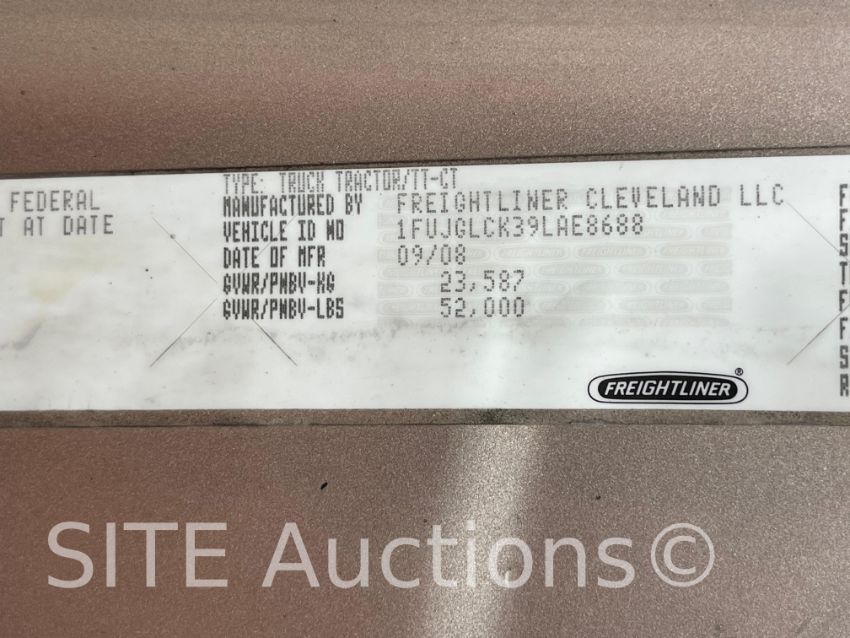 FEDERAL
T AT DATE
TYPE: TRUCK TRACTOR/TT-CT
MANUFACTURED BY FREIGHTLINER CLEVELAND LLC
VEHICLE ID NO 1FUJGLCK39LAE8688
DATE OF MFR 09/08
GVWR/PNBV-KG 23,587
GVWR/PNBV-LBS 52,000
F
F
S
T
F
F
S
R
FREIGHTLINER®
SITE Auctions©